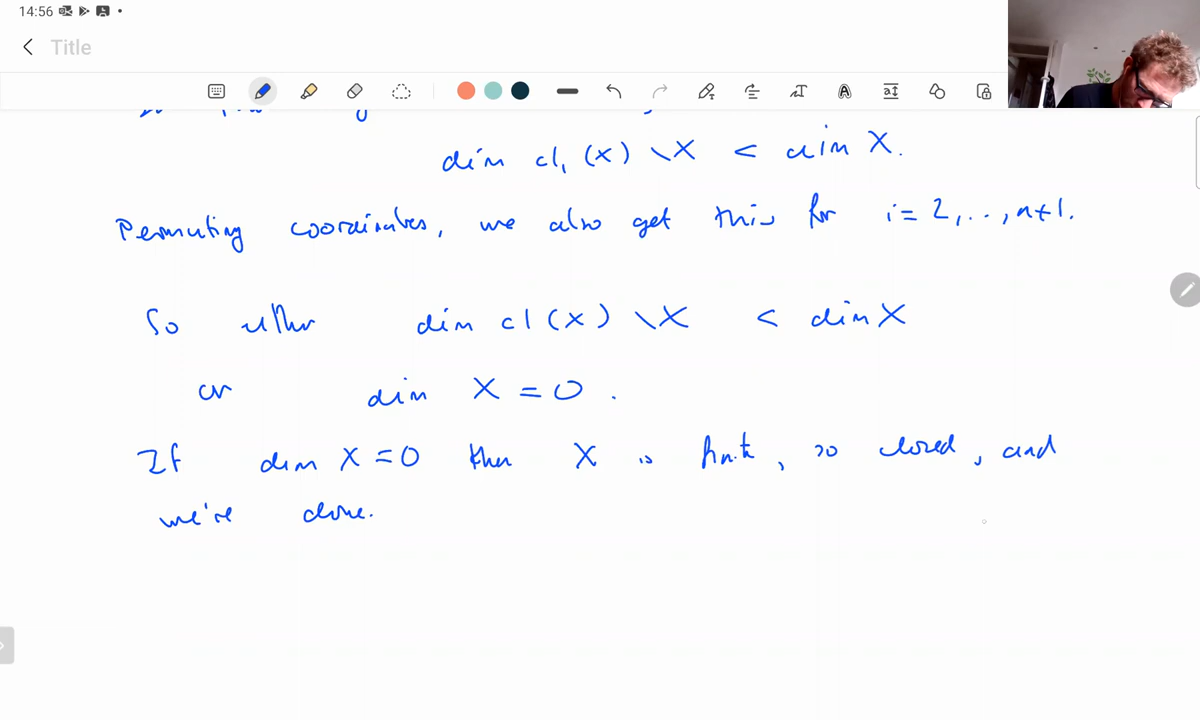 14:56
Title
dim cl₁ (X) \ X < dim X.
Permuting coordinates, we also get this for i = 2, ..., n+1.
So either dim cl (X) \ X < dim X
or dim X = 0.
If dim X = 0 then X is finite, so closed, and
we're done.